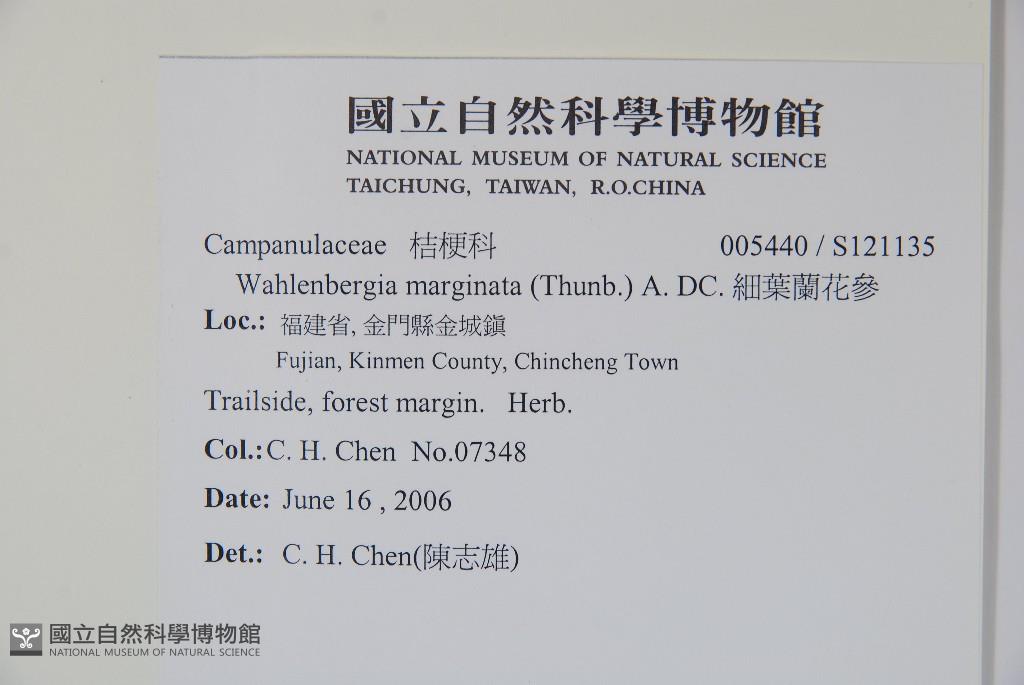 國立自然科學博物館
NATIONAL MUSEUM OF NATURAL SCIENCE
TAICHUNG, TAIWAN, R.O.CHINA
Campanulaceae 桔梗科 005440 / S121135
Wahlenbergia marginata (Thunb.) A. DC. 細葉蘭花參
Loc.: 福建省, 金門縣金城鎮
Fujian, Kinmen County, Chincheng Town
Trailside, forest margin. Herb.
Col.:C. H. Chen No.07348
Date: June 16 , 2006
Det.: C. H. Chen(陳志雄)
國立自然科學博物館
NATIONAL MUSEUM OF NATURAL SCIENCE